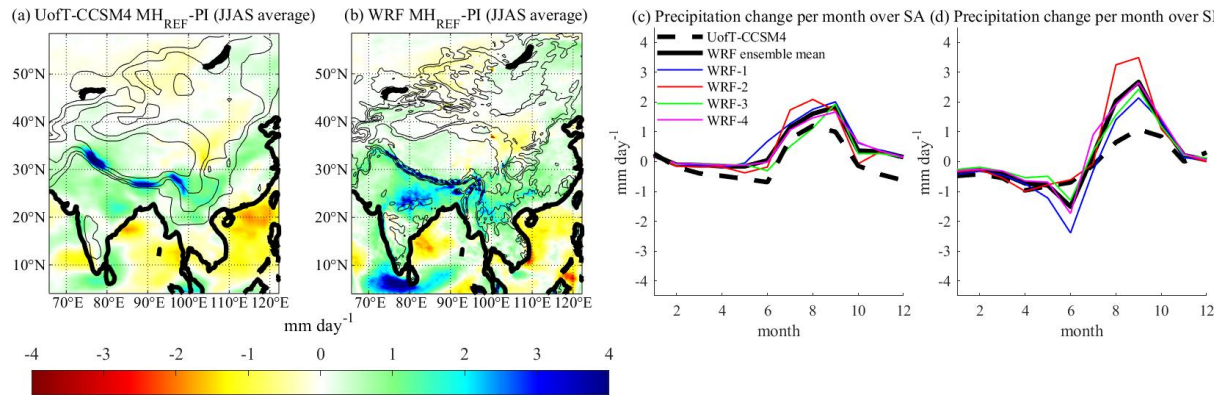 (a) UofT-CCSM4 MH_REF-PI (JJAS average)
50°N
40°N
30°N
20°N
10°N
70°E 80°E 90°E 100°E 110°E 120°E
(b) WRF MH_REF-PI (JJAS average)
50°N
40°N
30°N
20°N
10°N
70°E 80°E 90°E 100°E 110°E 120°E
mm day^-1
-4 -3 -2 -1 0 1 2 3 4
(c) Precipitation change per month over SA
UofT-CCSM4
WRF ensemble mean
WRF-1
WRF-2
WRF-3
WRF-4
4
3
2
1
0
-1
-2
-3
-4
mm day^-1
2 4 6 8 10 12
month
(d) Precipitation change per month over SI
4
3
2
1
0
-1
-2
-3
-4
mm day^-1
2 4 6 8 10 12
month